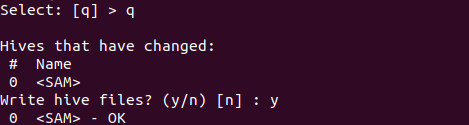 Select: [q] > q
Hives that have changed:
 #  Name
 0  <SAM>
Write hive files? (y/n) [n] : y
 0  <SAM> - OK